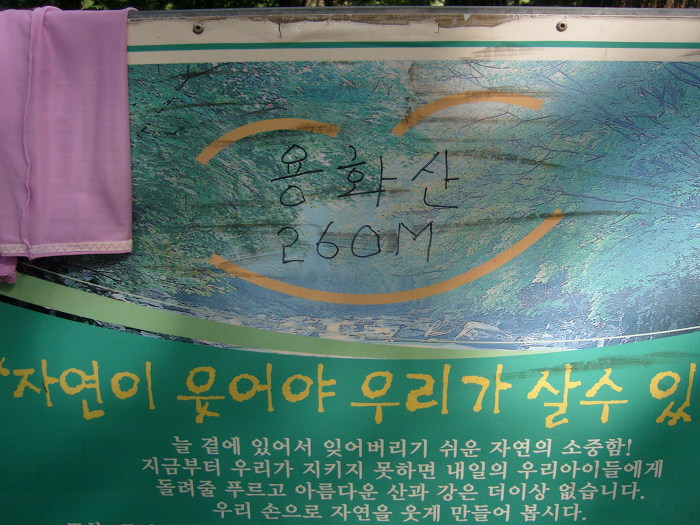 용화산
260M
'자연이 웃어야 우리가 살수 있
늘 곁에 있어서 잊어버리기 쉬운 자연의 소중함!
지금부터 우리가 지키지 못하면 내일의 우리아이들에게
돌려줄 푸르고 아름다운 산과 강은 더이상 없습니다.
우리 손으로 자연을 웃게 만들어 봅시다.